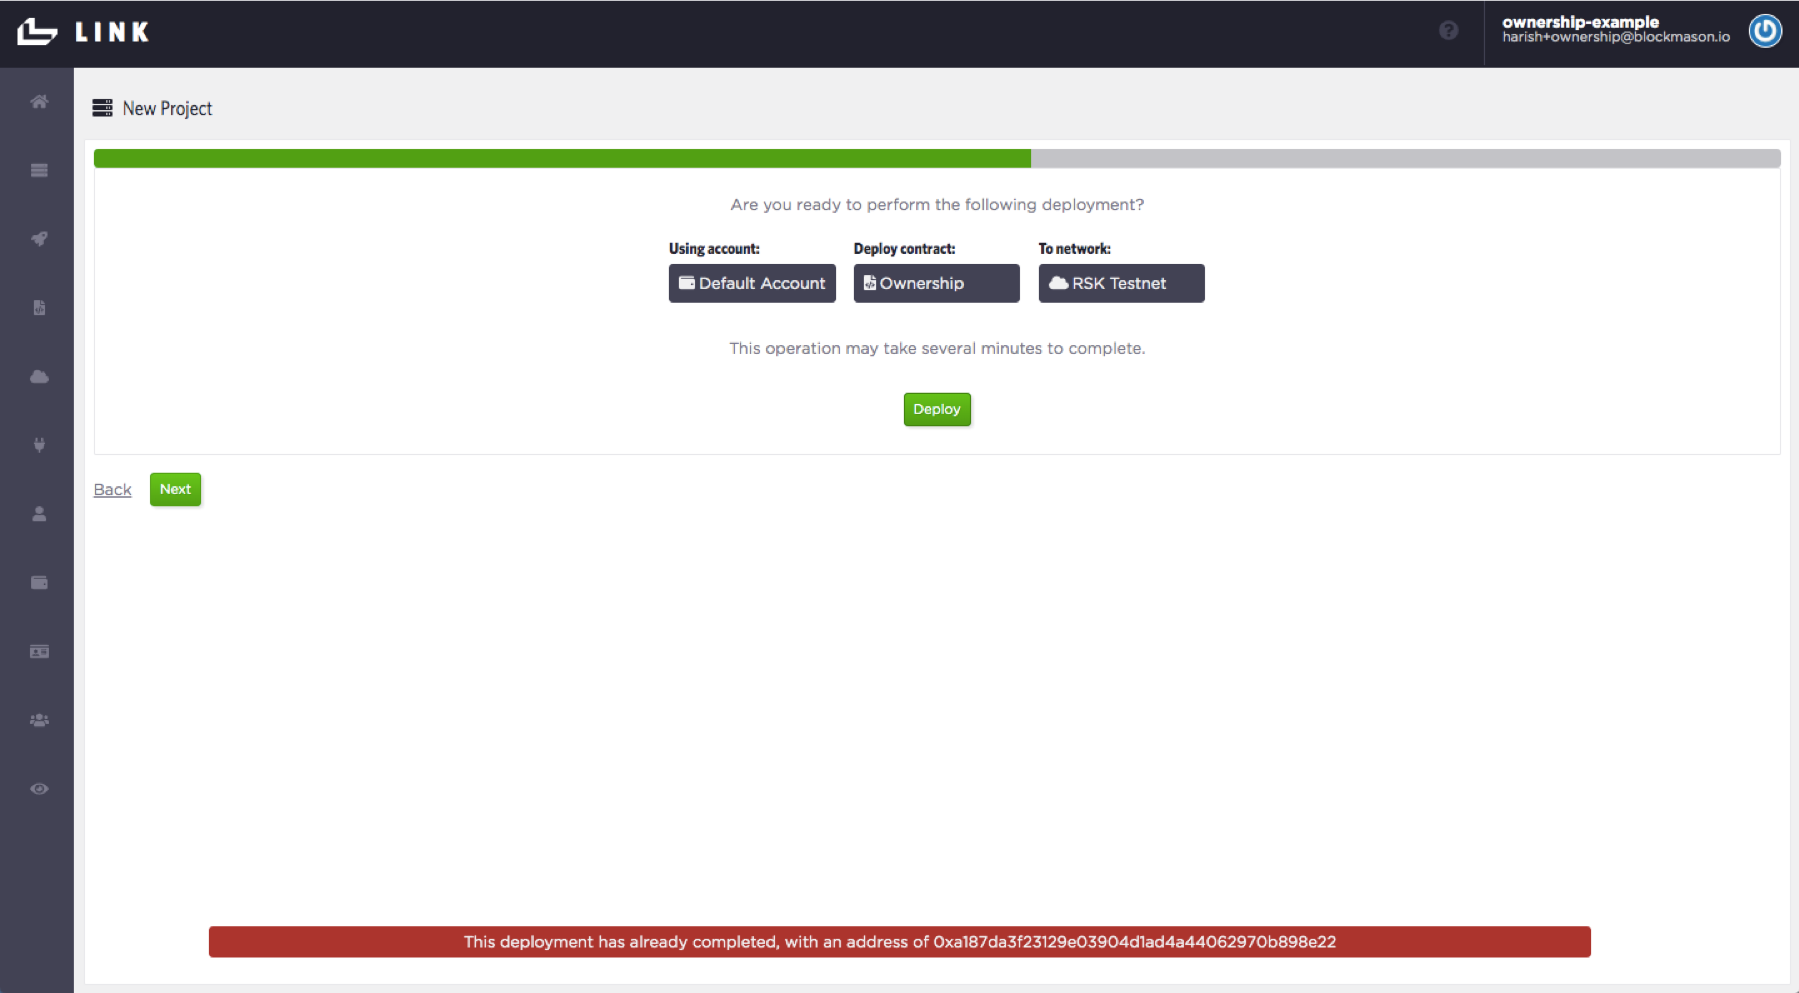 LINK
ownership-example
harish+ownership@blockmason.io
New Project
Are you ready to perform the following deployment?
Using account: Deploy contract: To network:
Default Account Ownership RSK Testnet
This operation may take several minutes to complete.
Deploy
Back Next
This deployment has already completed, with an address of 0xa187da3f23129e03904d1ad4a44062970b898e22